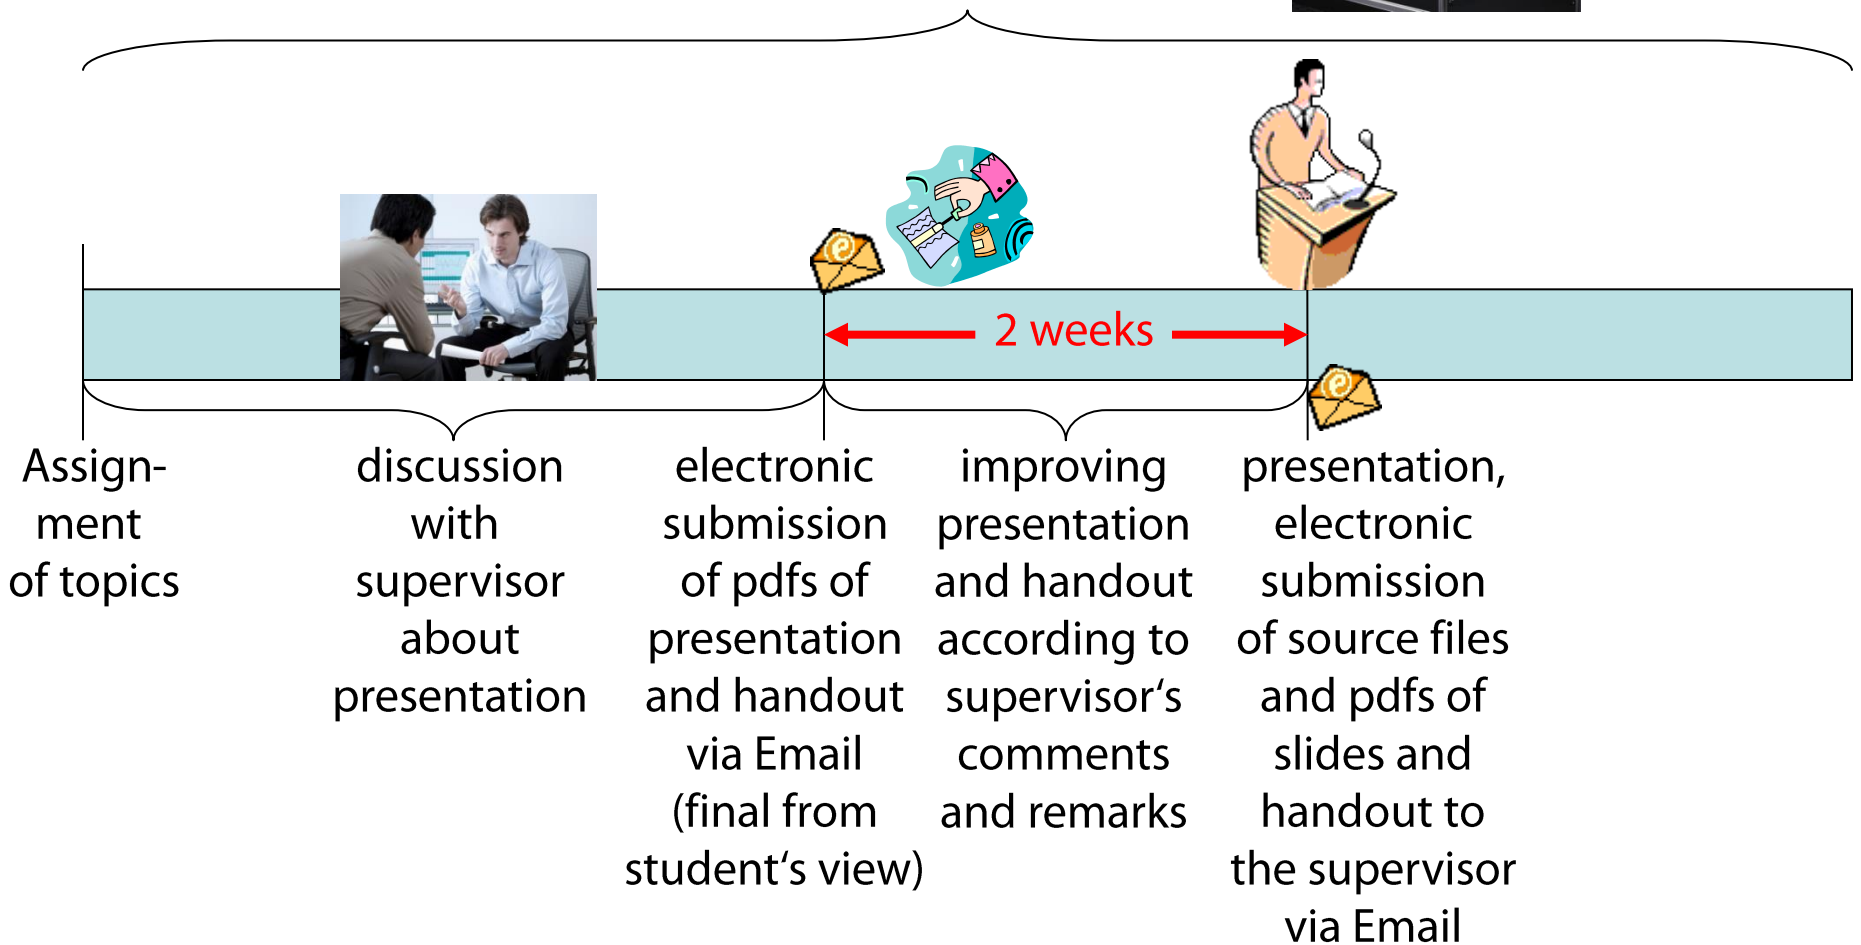 2 weeks
Assign-
ment
of topics
discussion
with
supervisor
about
presentation
electronic
submission
of pdfs of
presentation
and handout
via Email
(final from
student‘s view)
improving
presentation
and handout
according to
supervisor‘s
comments
and remarks
presentation,
electronic
submission
of source files
and pdfs of
slides and
handout to
the supervisor
via Email